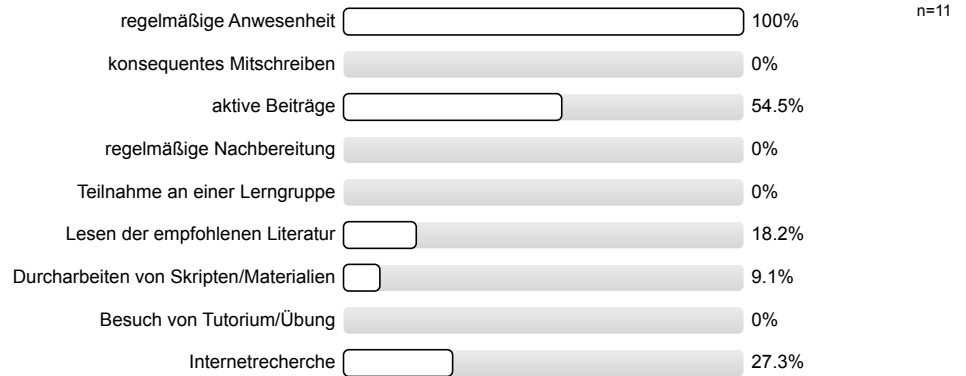 regelmäßige Anwesenheit 100% n=11
konsequentes Mitschreiben 0%
aktive Beiträge 54.5%
regelmäßige Nachbereitung 0%
Teilnahme an einer Lerngruppe 0%
Lesen der empfohlenen Literatur 18.2%
Durcharbeiten von Skripten/Materialien 9.1%
Besuch von Tutorium/Übung 0%
Internetrecherche 27.3%